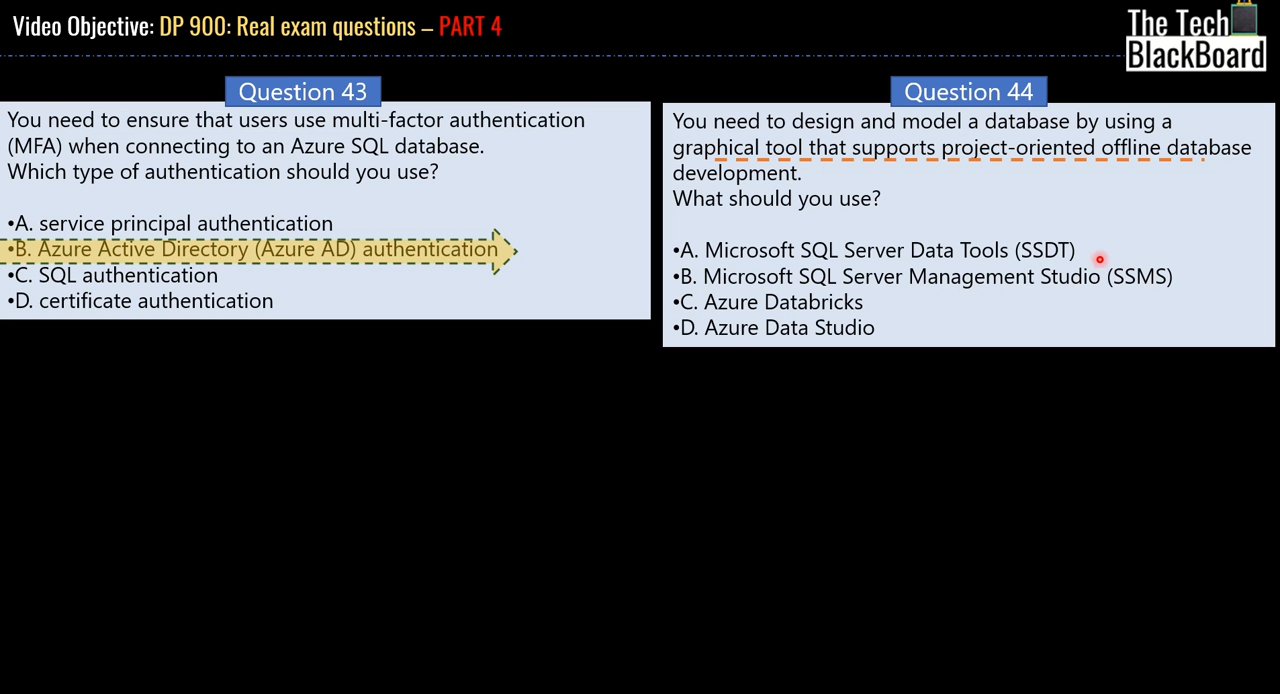 Video Objective: DP 900: Real exam questions – PART 4
The Tech
BlackBoard
Question 43
You need to ensure that users use multi-factor authentication
(MFA) when connecting to an Azure SQL database.
Which type of authentication should you use?
•A. service principal authentication
•B. Azure Active Directory (Azure AD) authentication
•C. SQL authentication
•D. certificate authentication
Question 44
You need to design and model a database by using a
graphical tool that supports project-oriented offline database
development.
What should you use?
•A. Microsoft SQL Server Data Tools (SSDT)
•B. Microsoft SQL Server Management Studio (SSMS)
•C. Azure Databricks
•D. Azure Data Studio